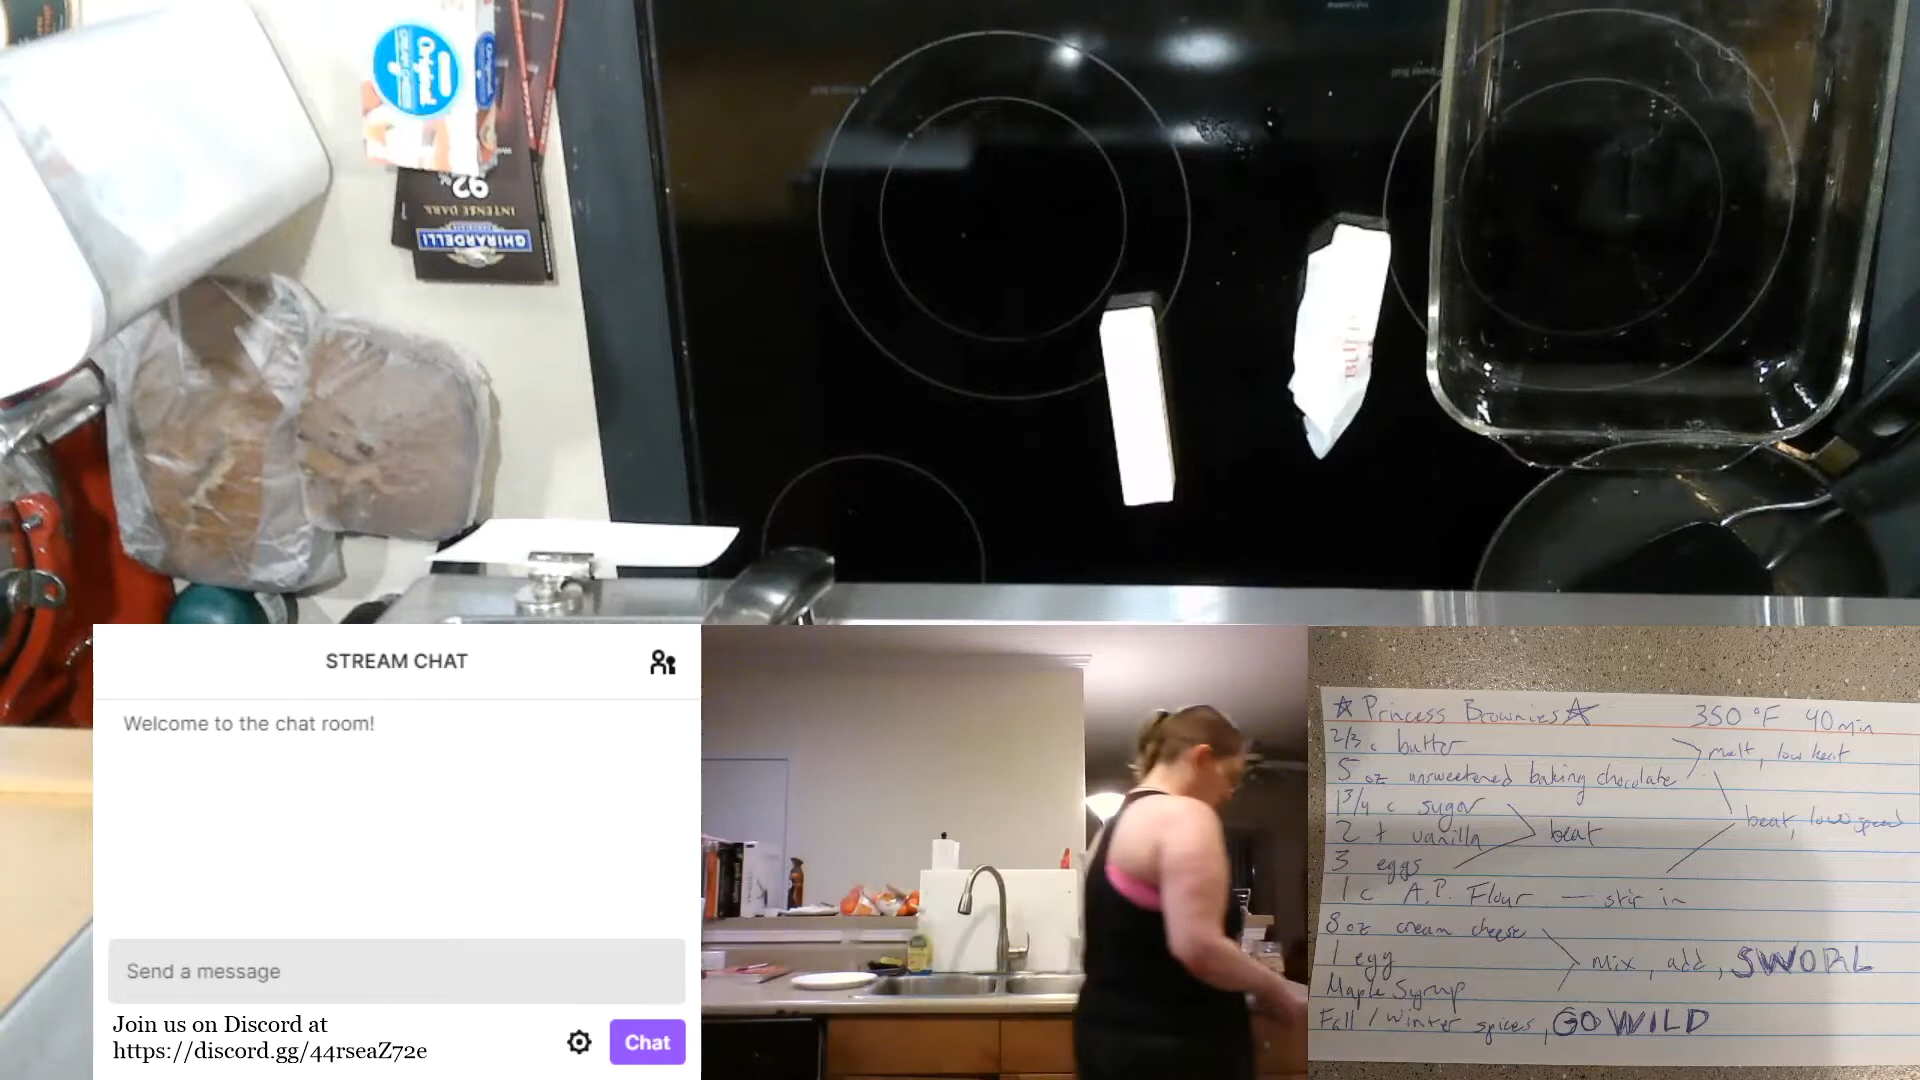 Original
CREAM CHEESE
92
INTENSE DARK
GHIRARDELLI
STREAM CHAT
Welcome to the chat room!
Send a message
Join us on Discord at
https://discord.gg/44rseaZ72e
Chat
☆ Princess Brownies ☆ 350 °F 40 min
2/3 c butter
melt, low heat
5 oz unsweetened baking chocolate
1 3/4 c sugar
beat, low speed
2 t vanilla beat
3 eggs
1 c A.P. Flour — stir in
8 oz cream cheese
1 egg mix, add, SWORL
Maple Syrup
Fall / winter spices, GO WILD